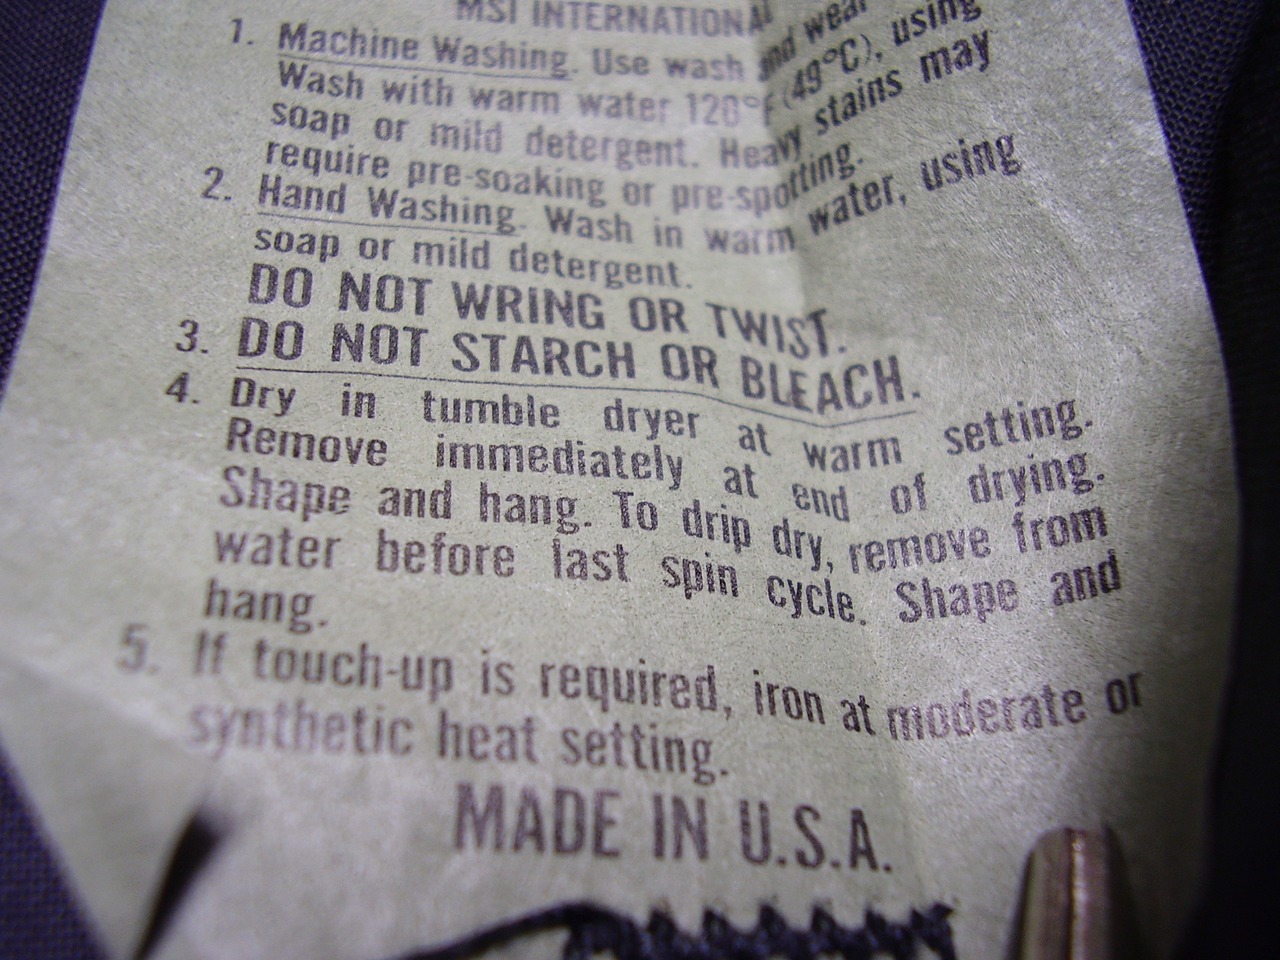 MSI INTERNATIONAL
1. Machine Washing. Use wash and wear
Wash with warm water 120°F (49°C), using
soap or mild detergent. Heavy stains may
require pre-soaking or pre-spotting.
2. Hand Washing. Wash in warm water, using
soap or mild detergent.
DO NOT WRING OR TWIST.
3. DO NOT STARCH OR BLEACH.
4. Dry in tumble dryer at warm setting.
Remove immediately at end of drying.
Shape and hang. To drip dry, remove from
water before last spin cycle. Shape and
hang.
5. If touch-up is required, iron at moderate or
synthetic heat setting.
MADE IN U.S.A.